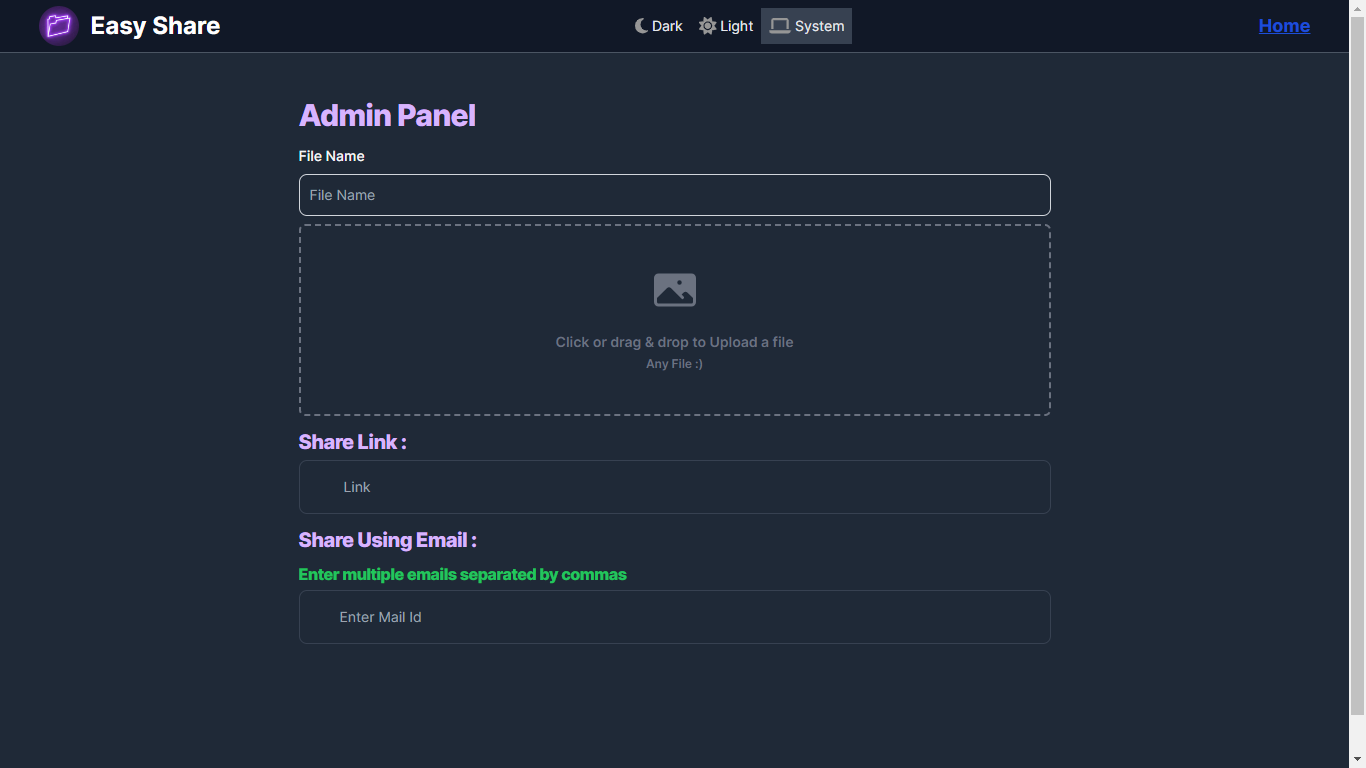 Easy Share
Dark Light System
Home
Admin Panel
File Name
File Name
Click or drag & drop to Upload a file
Any File :)
Share Link :
Link
Share Using Email :
Enter multiple emails separated by commas
Enter Mail Id